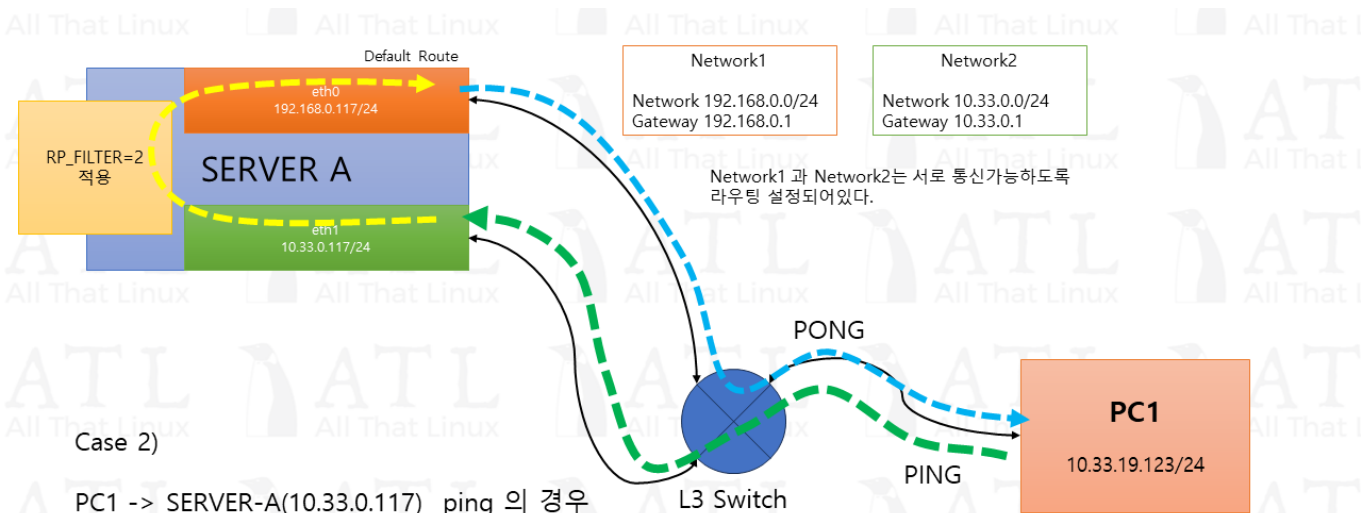 Default Route
eth0
192.168.0.117/24
RP_FILTER=2
적용
SERVER A
eth1
10.33.0.117/24
Network1
Network 192.168.0.0/24
Gateway 192.168.0.1
Network2
Network 10.33.0.0/24
Gateway 10.33.0.1
Network1 과 Network2는 서로 통신가능하도록
라우팅 설정되어있다.
PONG
PING
L3 Switch
PC1
10.33.19.123/24
Case 2)
PC1 -> SERVER-A(10.33.0.117) ping 의 경우
ATL
All That Linux